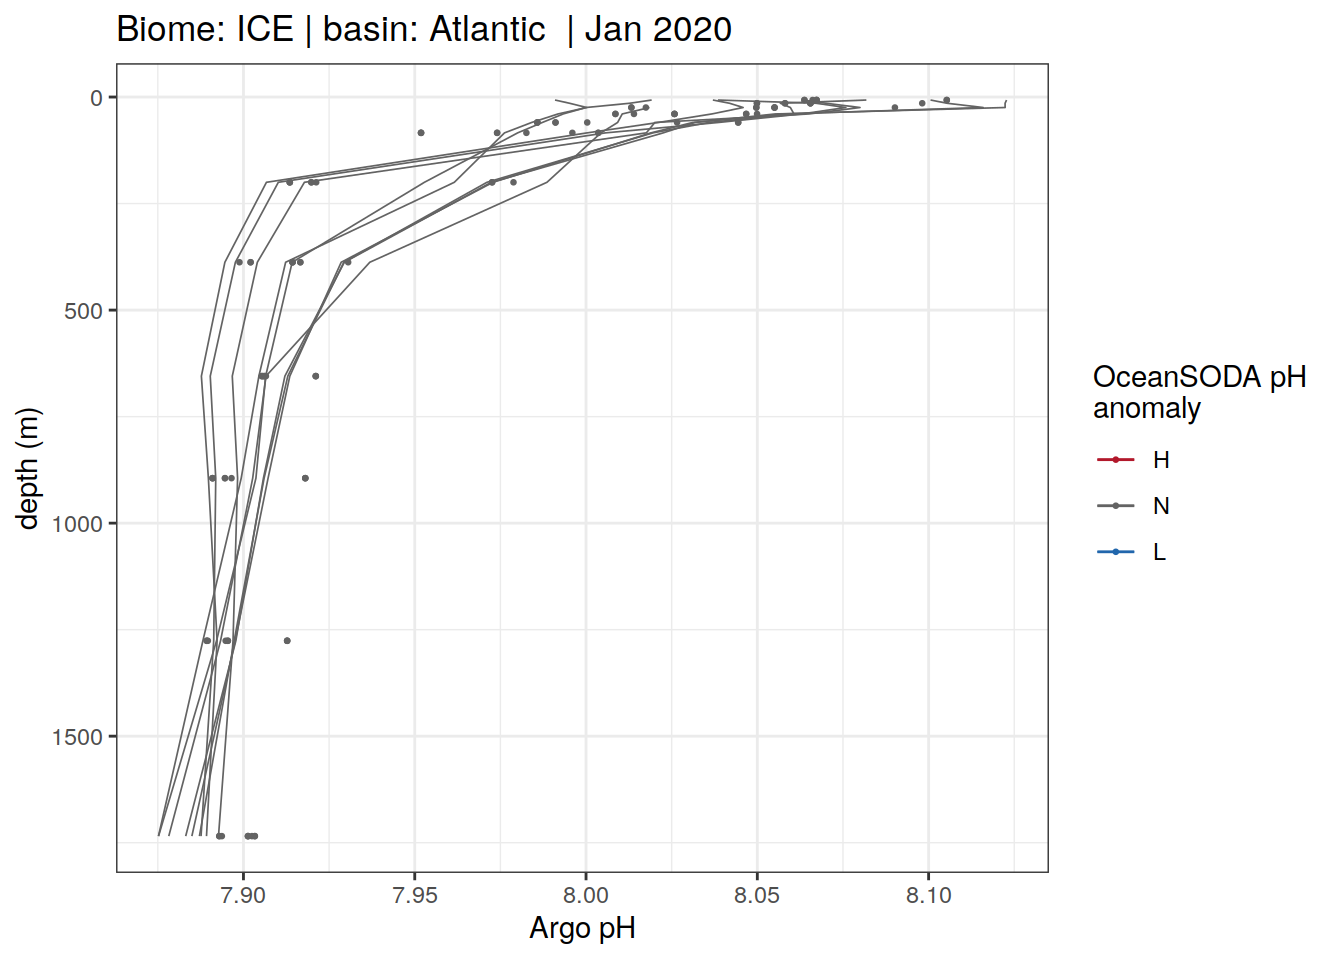 Biome: ICE | basin: Atlantic  | Jan 2020
0
500
1000
1500
depth (m)
7.90
7.95
8.00
8.05
8.10
Argo pH
OceanSODA pH
anomaly
H
N
L